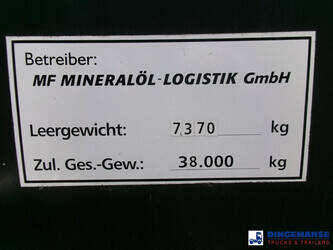 Betreiber:
MF MINERALÖL-LOGISTIK GmbH
Leergewicht: 7370 kg
Zul. Ges.-Gew.: 38.000 kg
DINGEMANSE
TRUCKS & TRAILERS